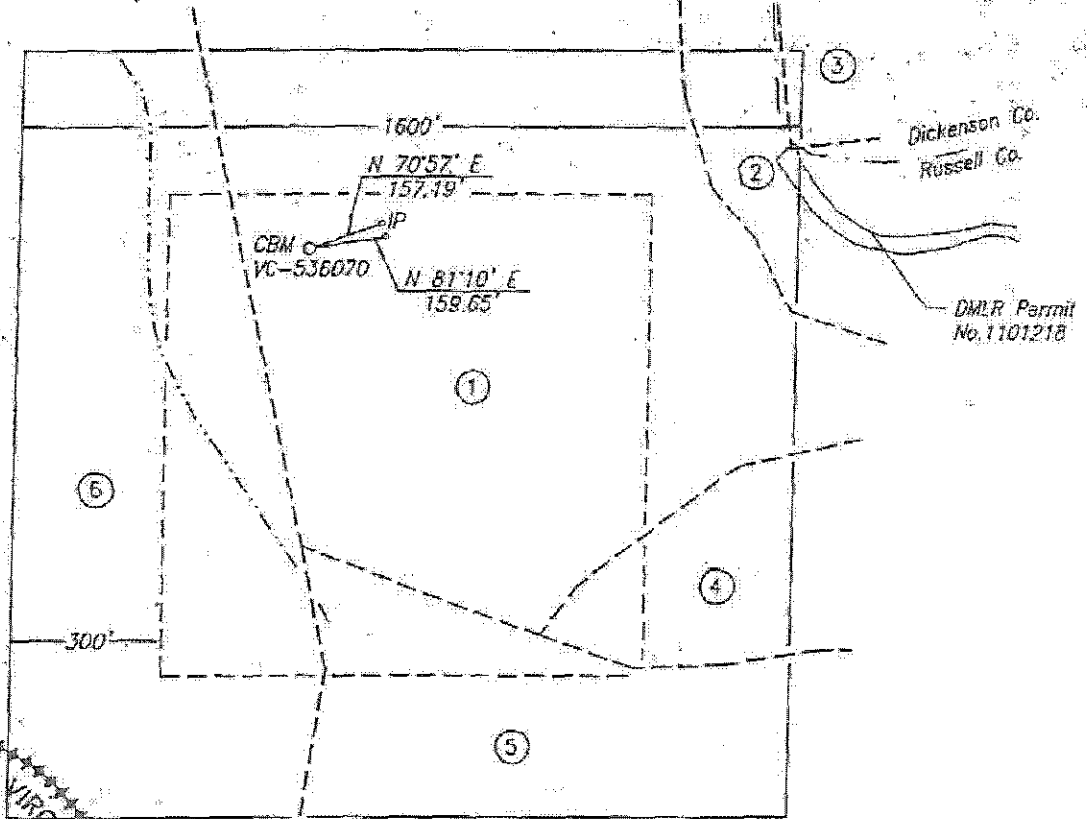 3
1600'
Dickenson Co.
Russell Co.
2
N 70°57' E
157.19'
IP
CBM
VC-536070
N 81°10' E
159.65'
DMLR Permit
No.1101218
1
6
4
300'
5